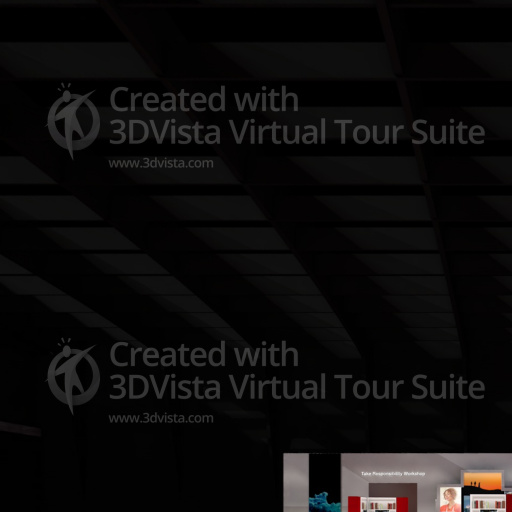 Created with
3DVista Virtual Tour Suite
www.3dvista.com
Created with
3DVista Virtual Tour Suite
www.3dvista.com
Take Responsibility Workshop